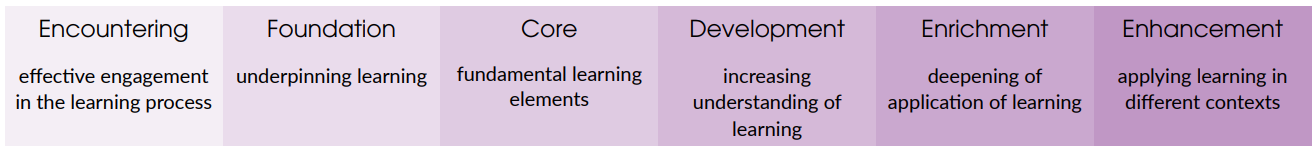 Encountering
effective engagement
in the learning process
Foundation
underpinning learning
Core
fundamental learning
elements
Development
increasing
understanding of
learning
Enrichment
deepening of
application of learning
Enhancement
applying learning in
different contexts